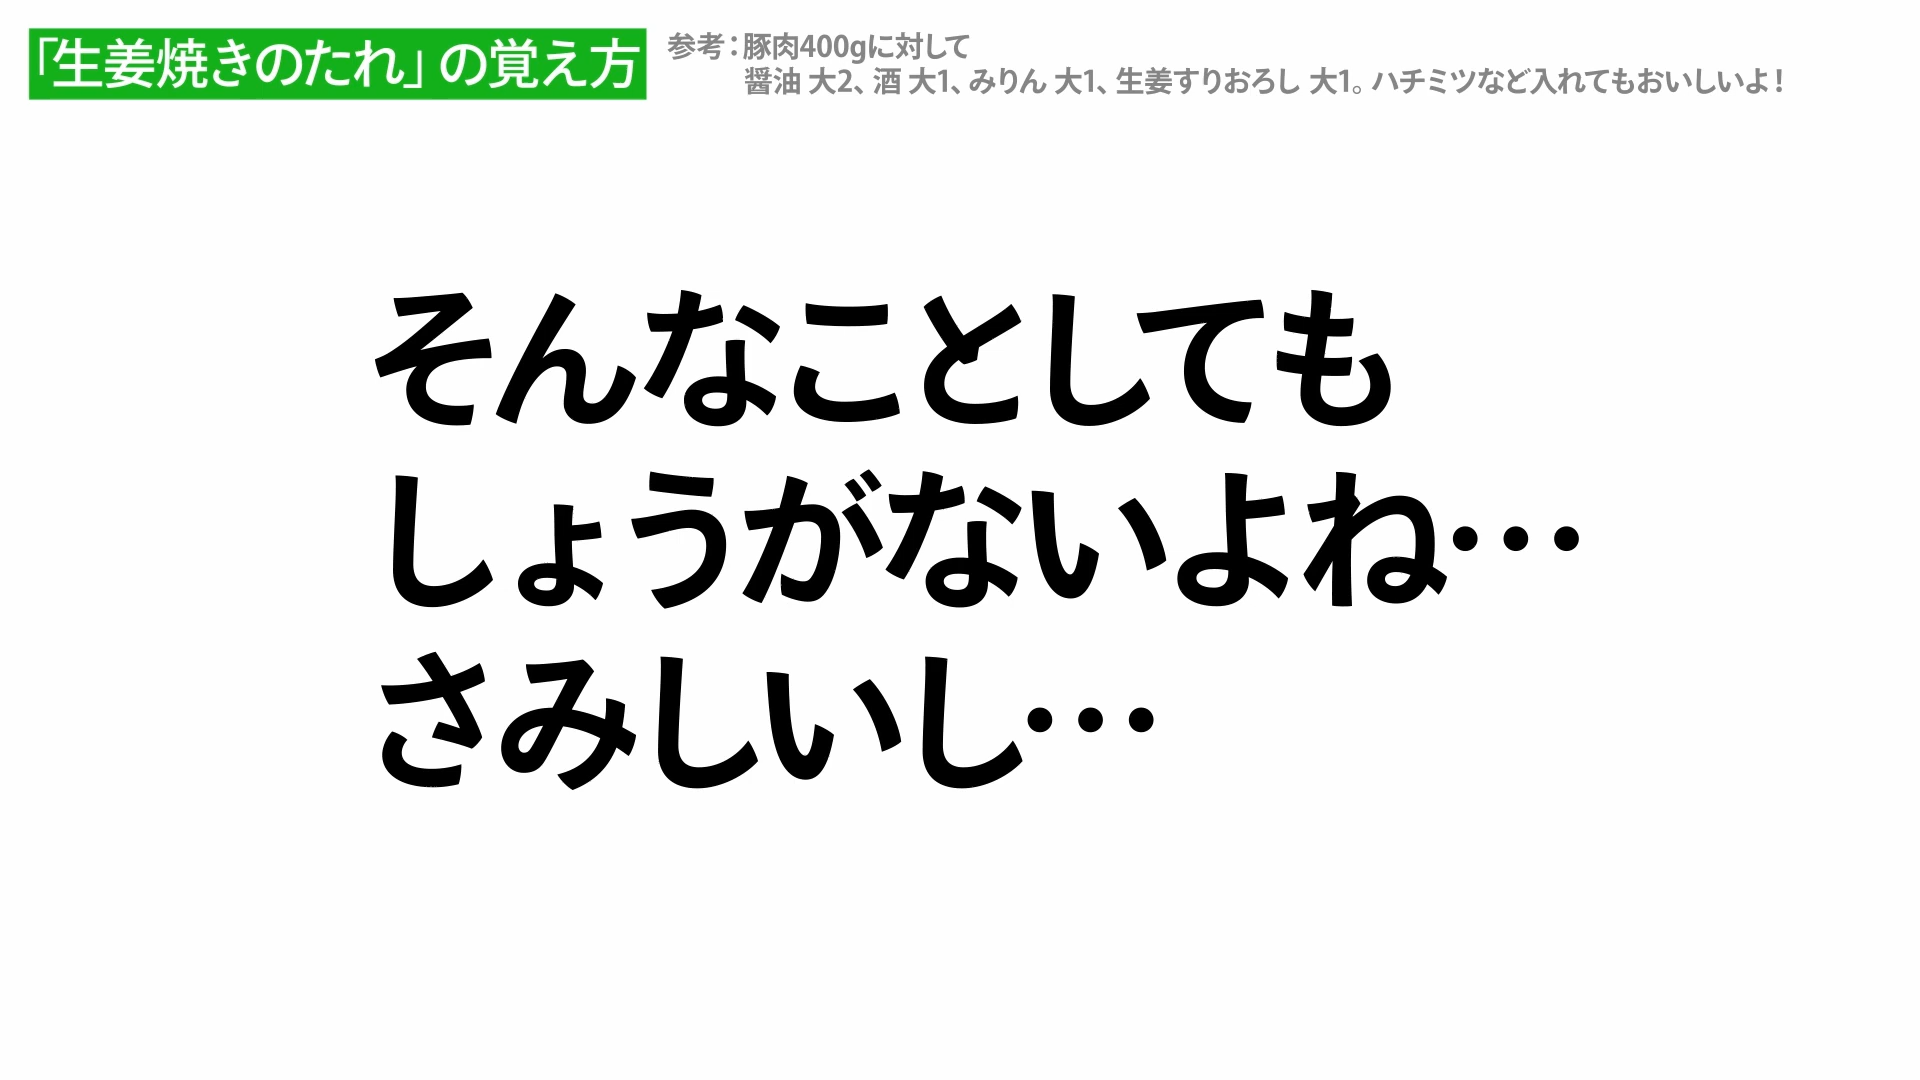 「生姜焼きのたれ」の覚え方
参考：豚肉400gに対して
醤油 大2、酒 大1、みりん 大1、生姜すりおろし 大1。ハチミツなど入れてもおいしいよ！
そんなことしても
しょうがないよね…
さみしいし…